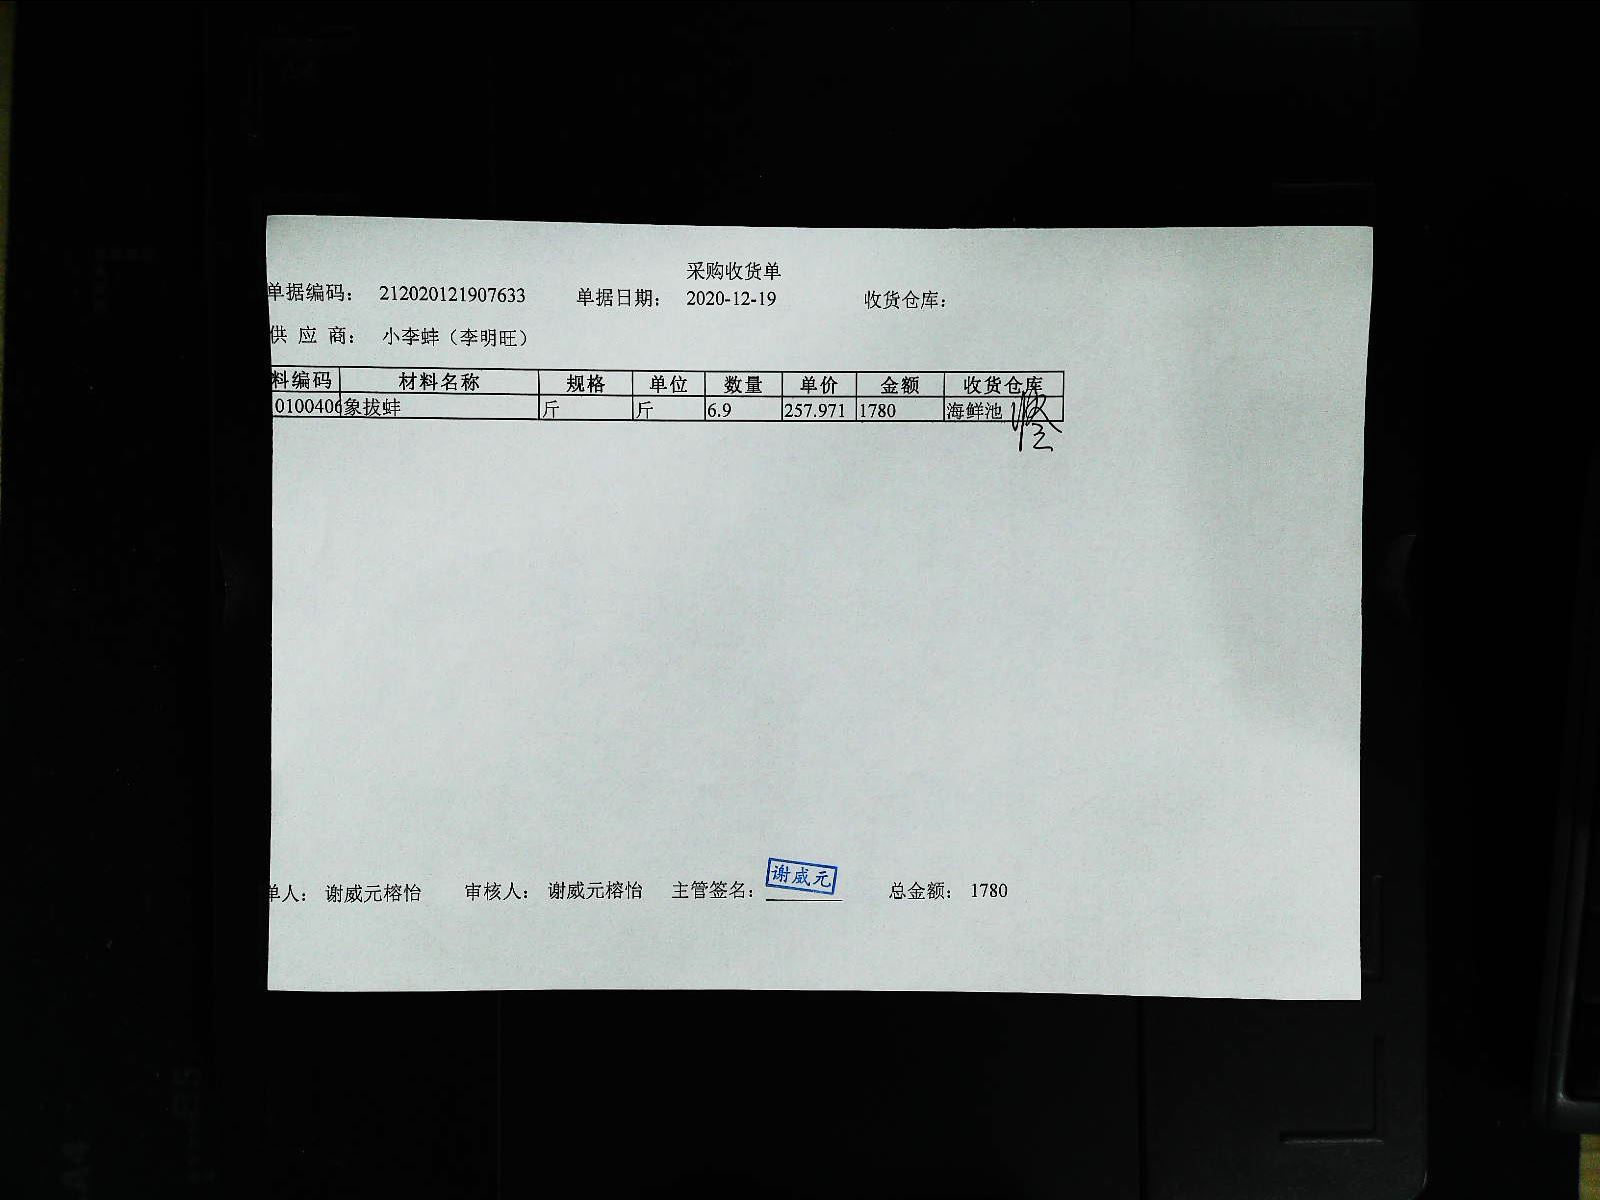 采购收货单
单据编码： 212020121907633 单据日期： 2020-12-19 收货仓库：
供 应 商： 小李蚌（李明旺）
料编码 材料名称 规格 单位 数量 单价 金额 收货仓库
0100406 象拔蚌 斤 斤 6.9 257.971 1780 海鲜池
谢威元
单人： 谢威元榕怡 审核人： 谢威元榕怡 主管签名： 总金额： 1780